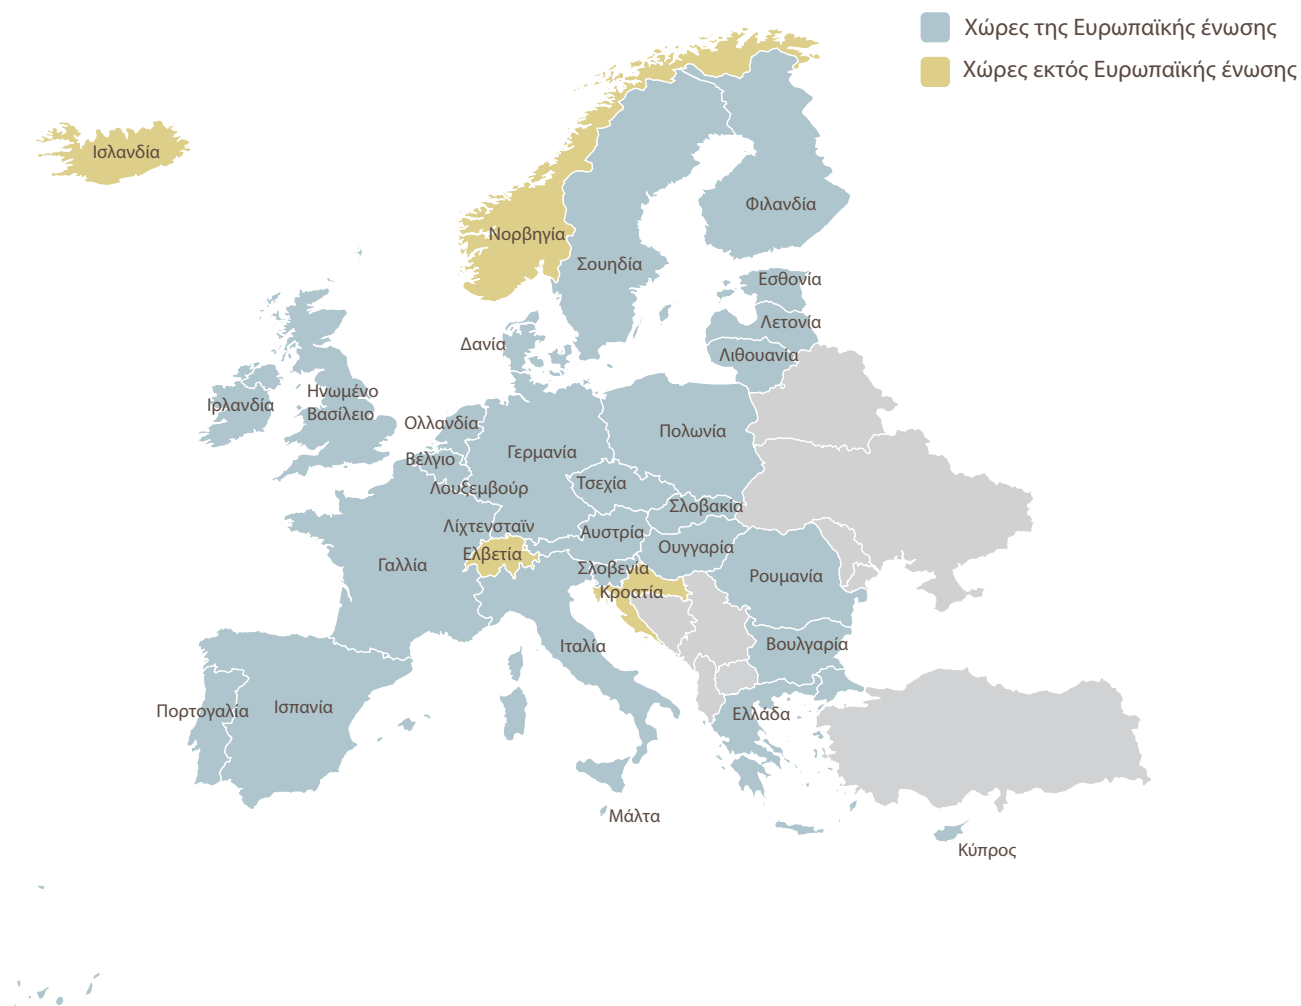 Χώρες της Ευρωπαϊκής ένωσης
Χώρες εκτός Ευρωπαϊκής ένωσης
Ισλανδία
Φιλανδία
Νορβηγία
Σουηδία
Εσθονία
Λετονία
Δανία
Λιθουανία
Ηνωμένο
Βασίλειο
Ιρλανδία
Ολλανδία
Πολωνία
Γερμανία
Βέλγιο
Τσεχία
Λουξεμβούρ
Σλοβακία
Λίχτενσταϊν
Αυστρία
Ουγγαρία
Ελβετία
Γαλλία
Σλοβενία
Ρουμανία
Κροατία
Ιταλία
Βουλγαρία
Πορτογαλία
Ισπανία
Ελλάδα
Μάλτα
Κύπρος